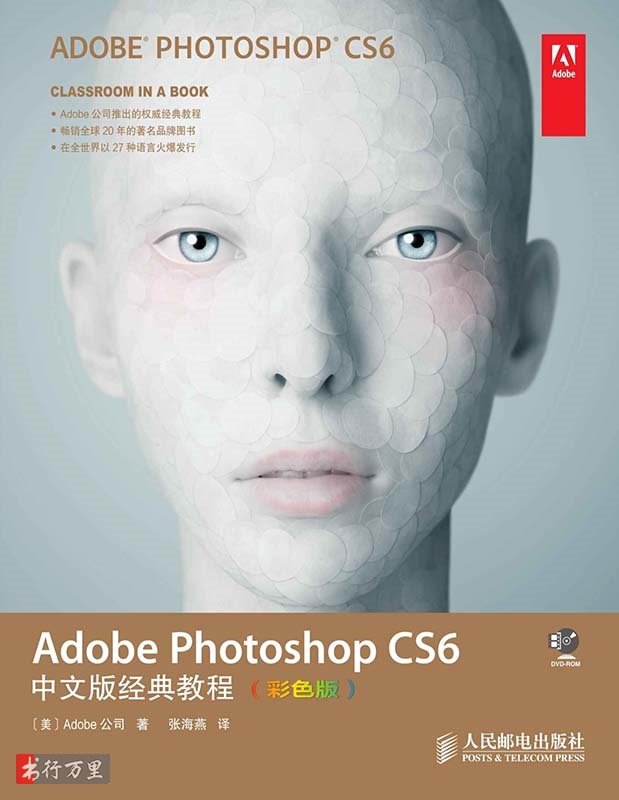 ADOBE® PHOTOSHOP® CS6
Adobe
CLASSROOM IN A BOOK
• Adobe 公司推出的权威经典教程
• 畅销全球 20 年的著名品牌图书
• 在全世界以 27 种语言火爆发行
Adobe Photoshop CS6
DVD-ROM
中文版经典教程（彩色版）
〔美〕Adobe 公司 著 张海燕 译
人民邮电出版社
POSTS & TELECOM PRESS
书行万里